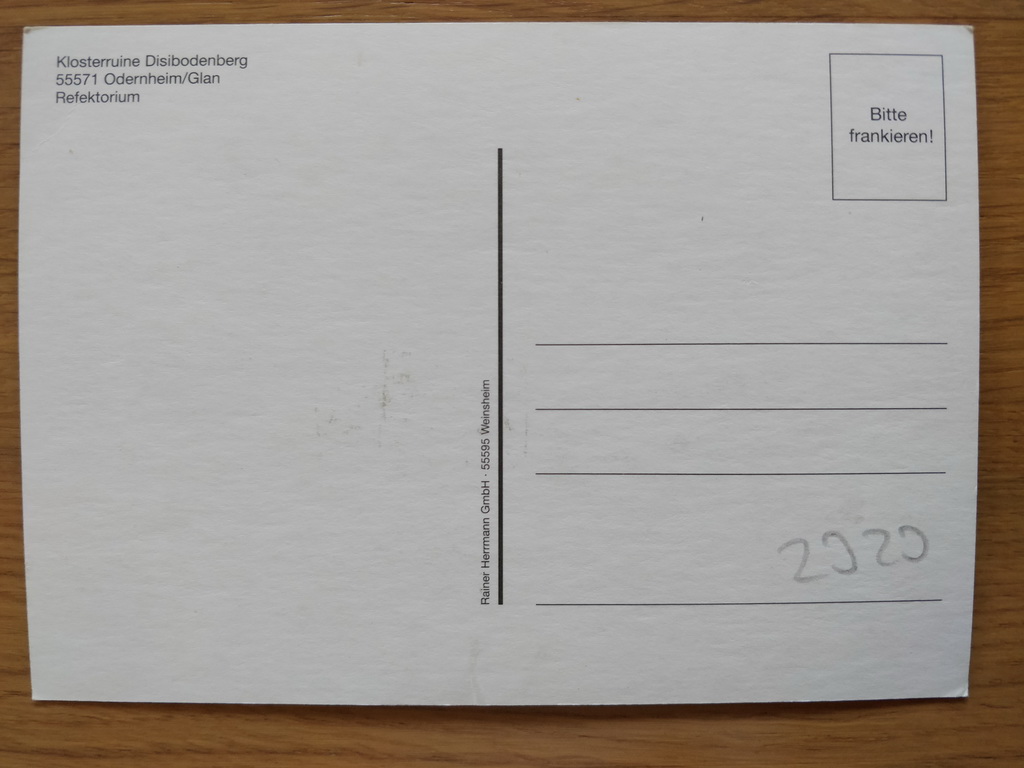 Klosterruine Disibodenberg
55571 Odernheim/Glan
Refektorium
Bitte
frankieren!
Rainer Herrmann GmbH · 55595 Weinsheim
2020